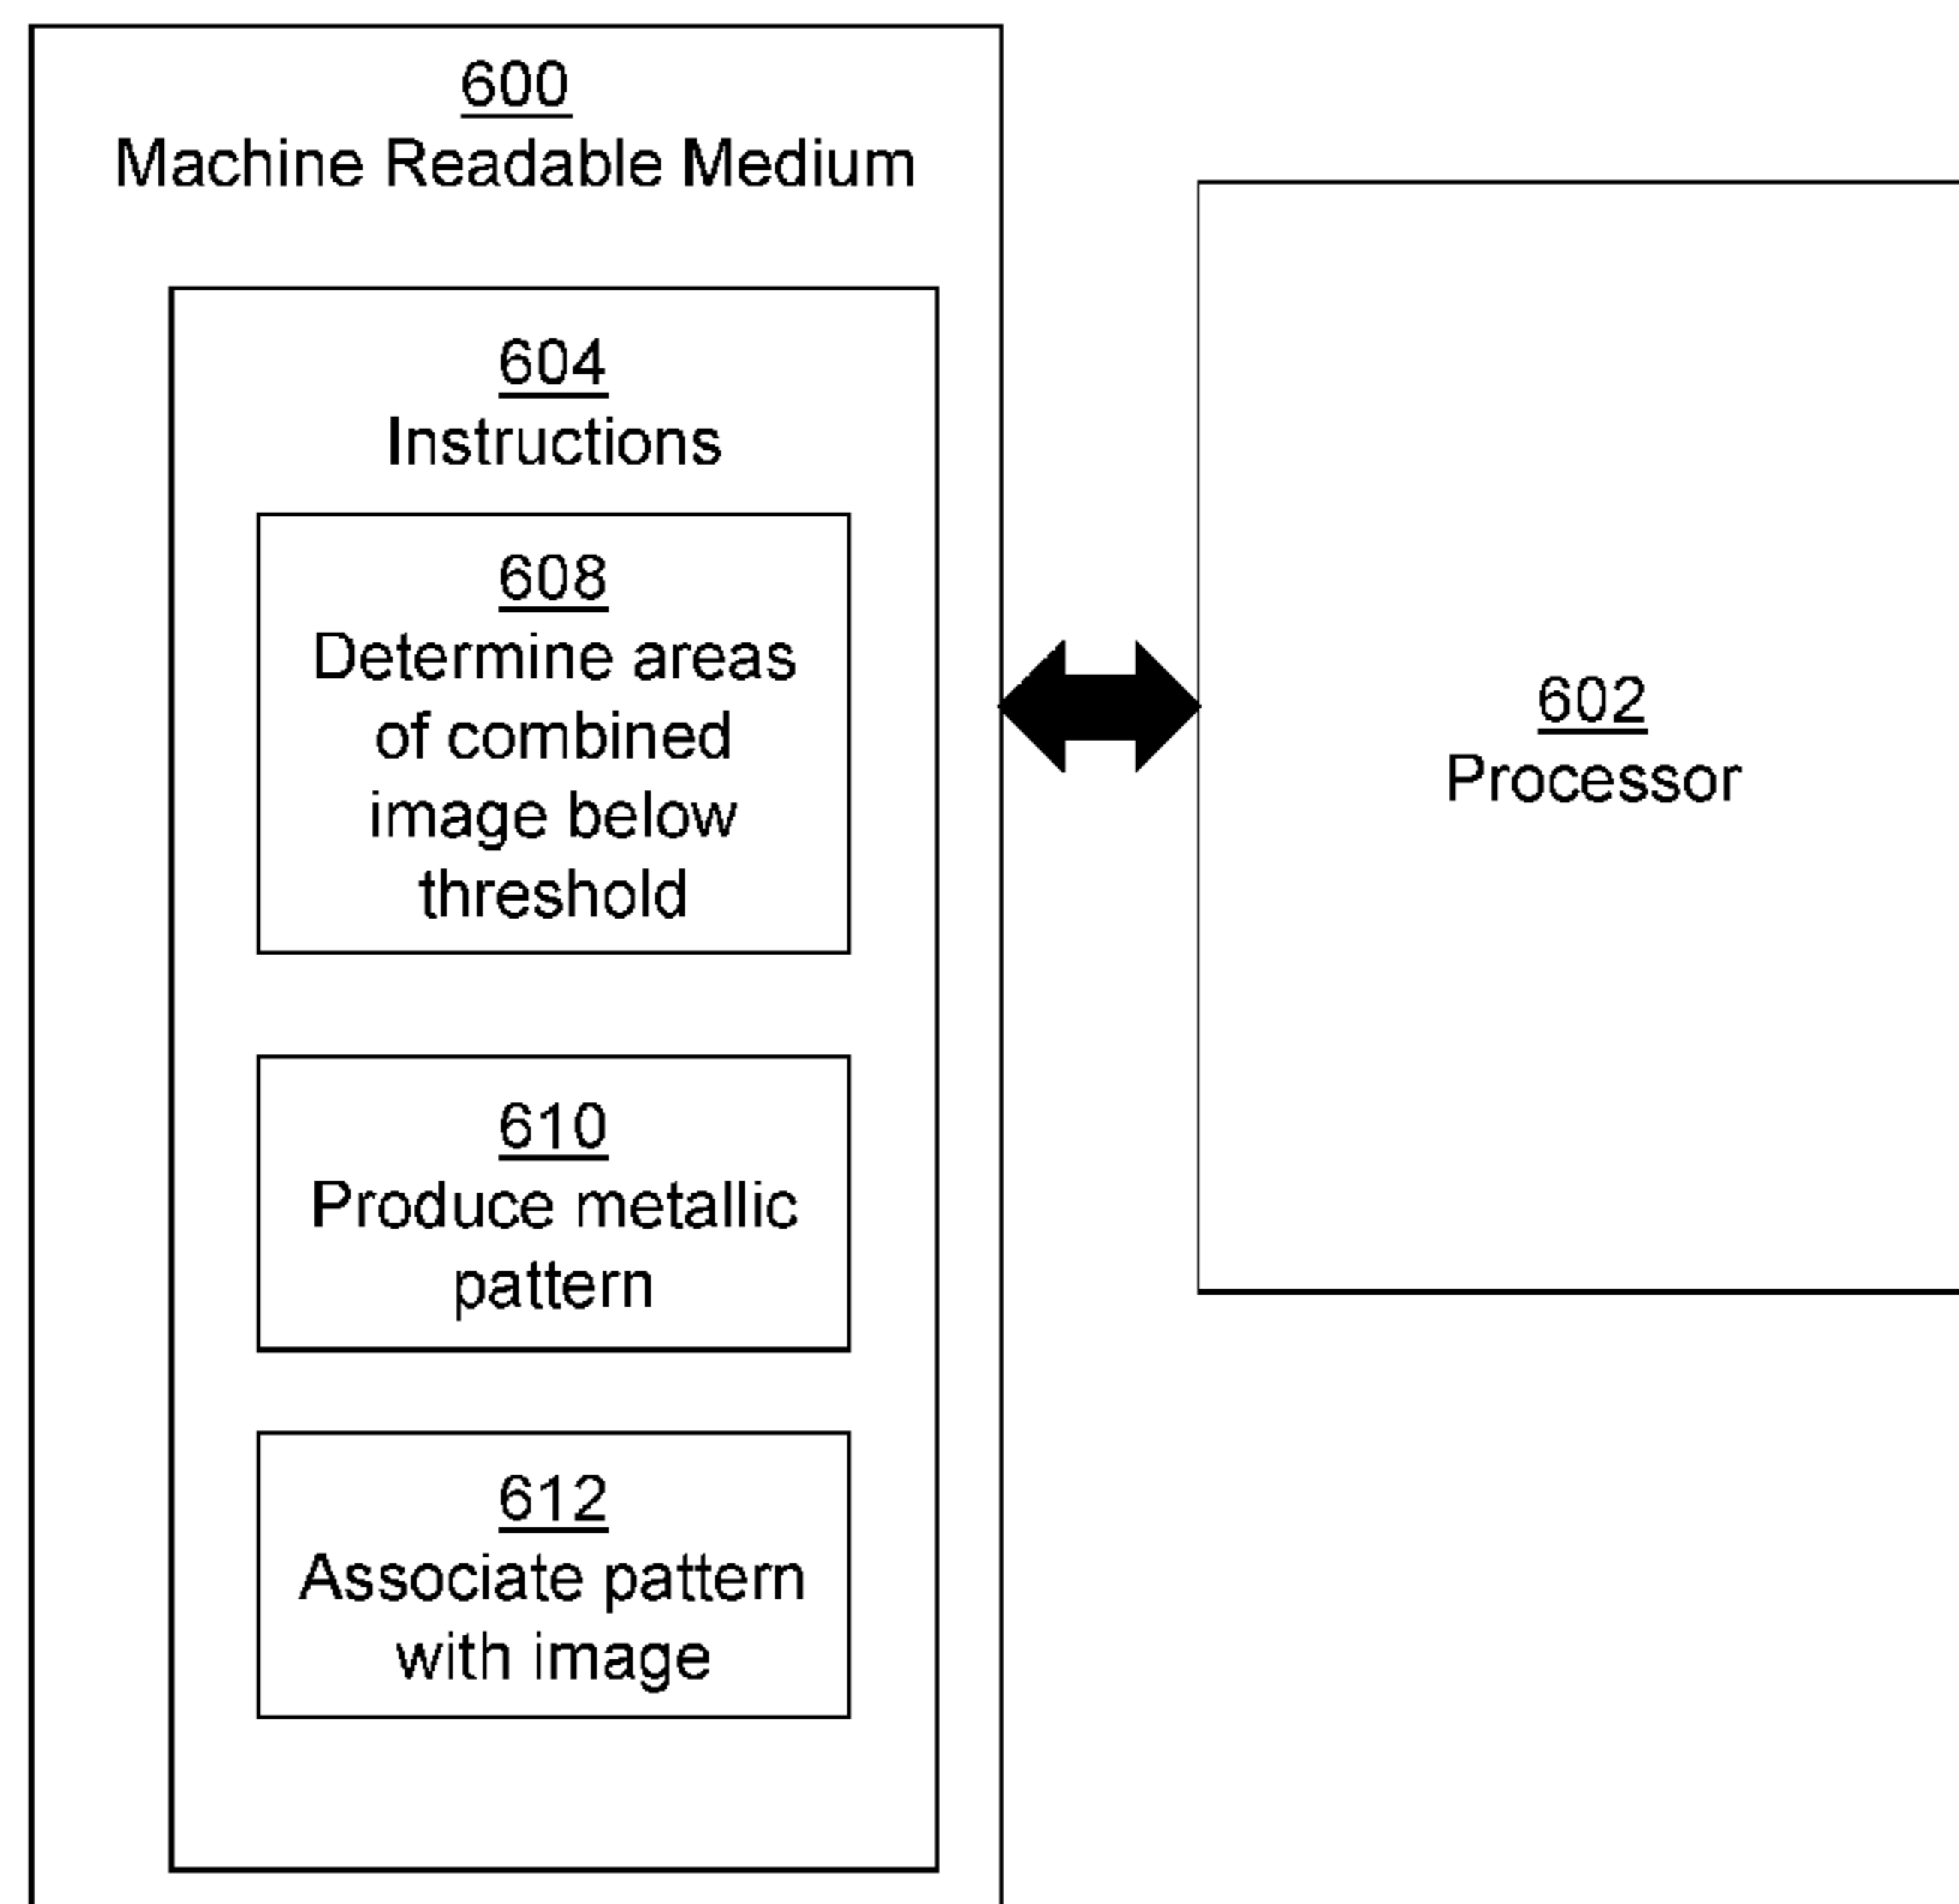 600
Machine Readable Medium
604
Instructions
608
Determine areas
of combined
image below
threshold
610
Produce metallic
pattern
612
Associate pattern
with image
602
Processor